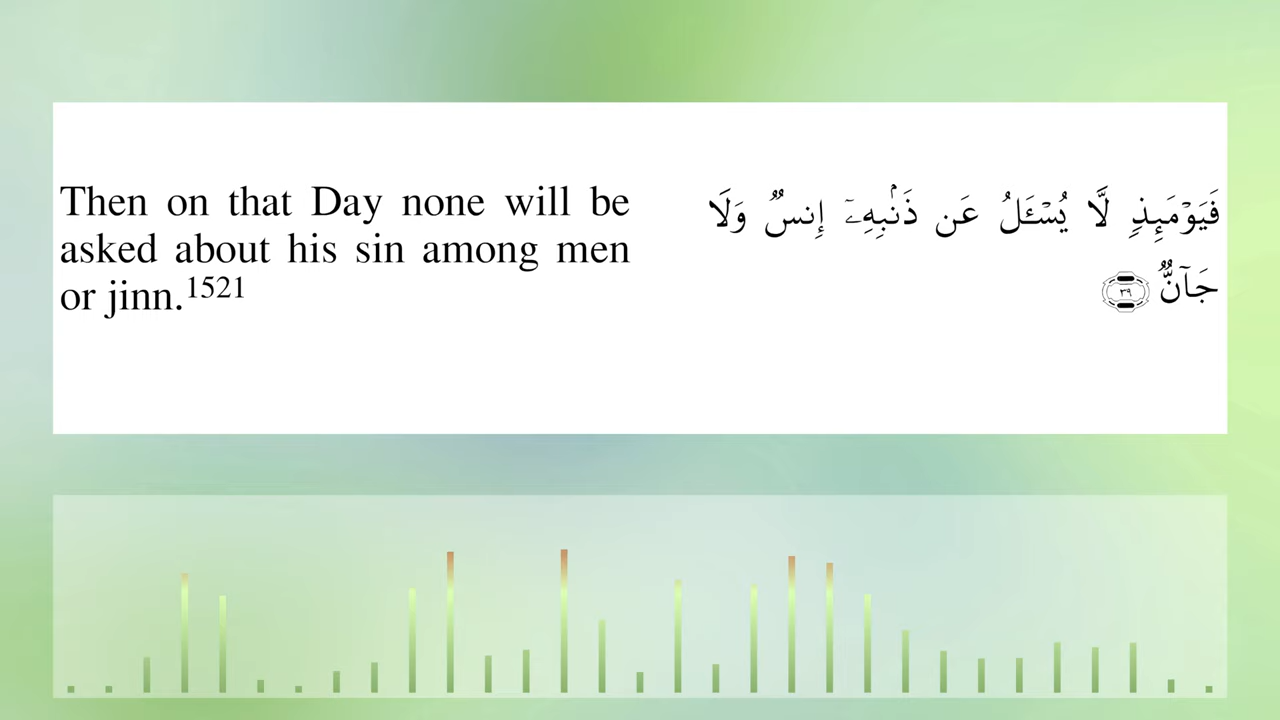 Then on that Day none will be
asked about his sin among men
or jinn.1521
فَيَوْمَئِذٍ لَّا يُسْـَٔلُ عَن ذَنۢبِهِۦٓ إِنسٌ وَلَا
جَآنٌّ ٣٩